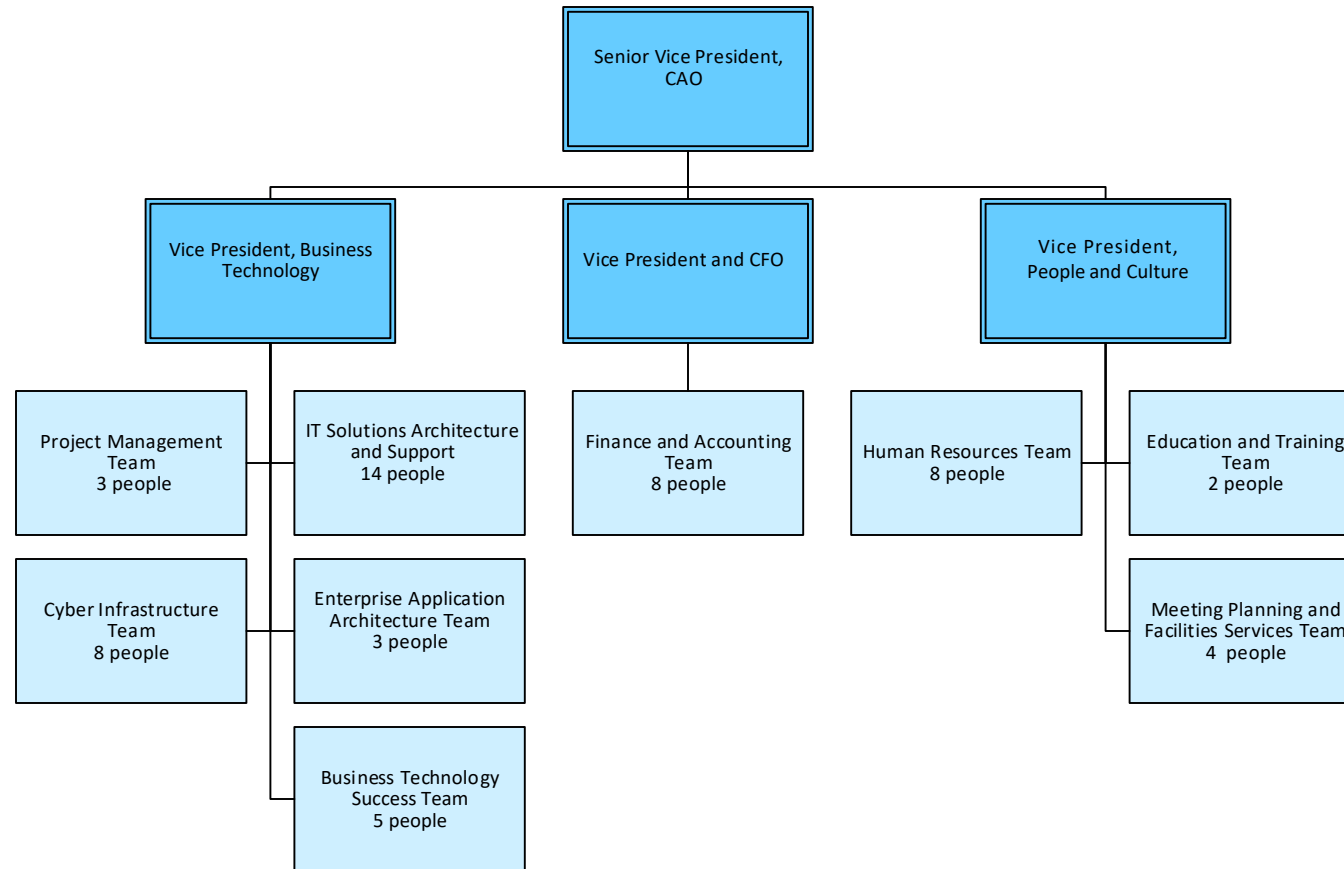 Senior Vice President,
CAO
Vice President, Business
Technology
Vice President and CFO
Vice President,
People and Culture
Project Management
Team
3 people
IT Solutions Architecture
and Support
14 people
Finance and Accounting
Team
8 people
Human Resources Team
8 people
Education and Training
Team
2 people
Cyber Infrastructure
Team
8 people
Enterprise Application
Architecture Team
3 people
Meeting Planning and
Facilities Services Team
4 people
Business Technology
Success Team
5 people